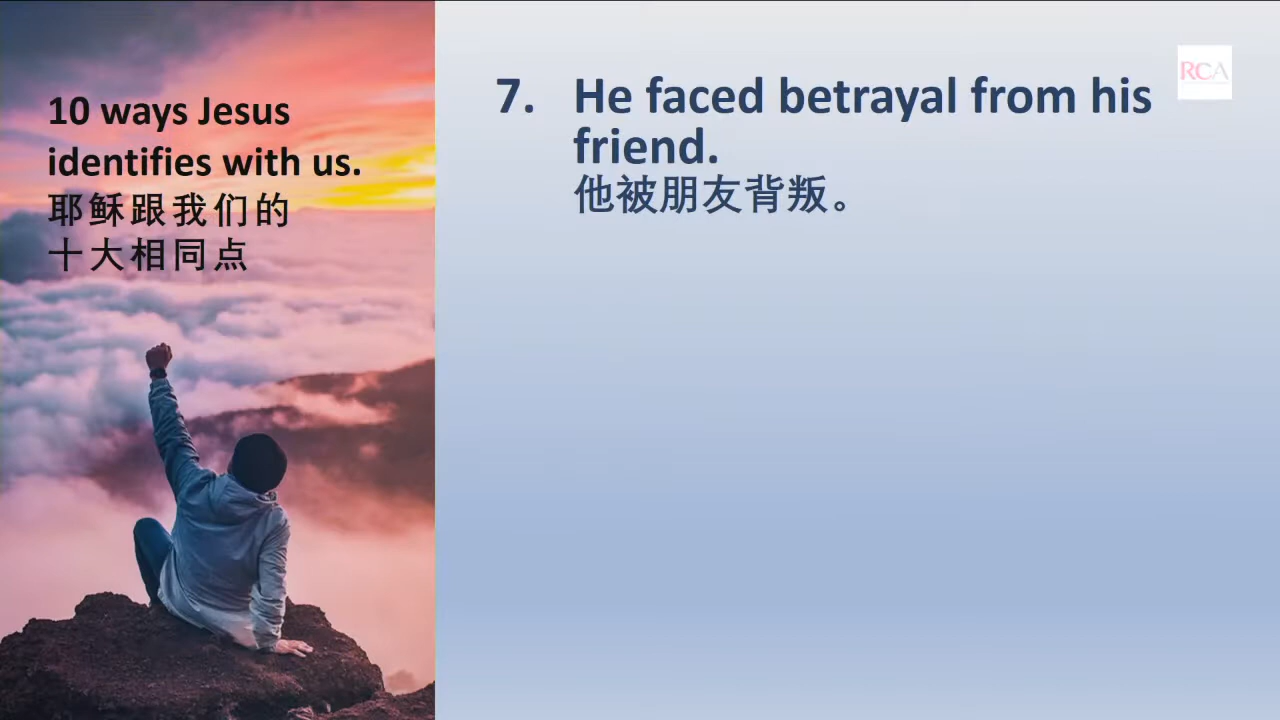 10 ways Jesus
identifies with us.
耶稣跟我们的
十大相同点
7. He faced betrayal from his
friend.
他被朋友背叛。
RCA